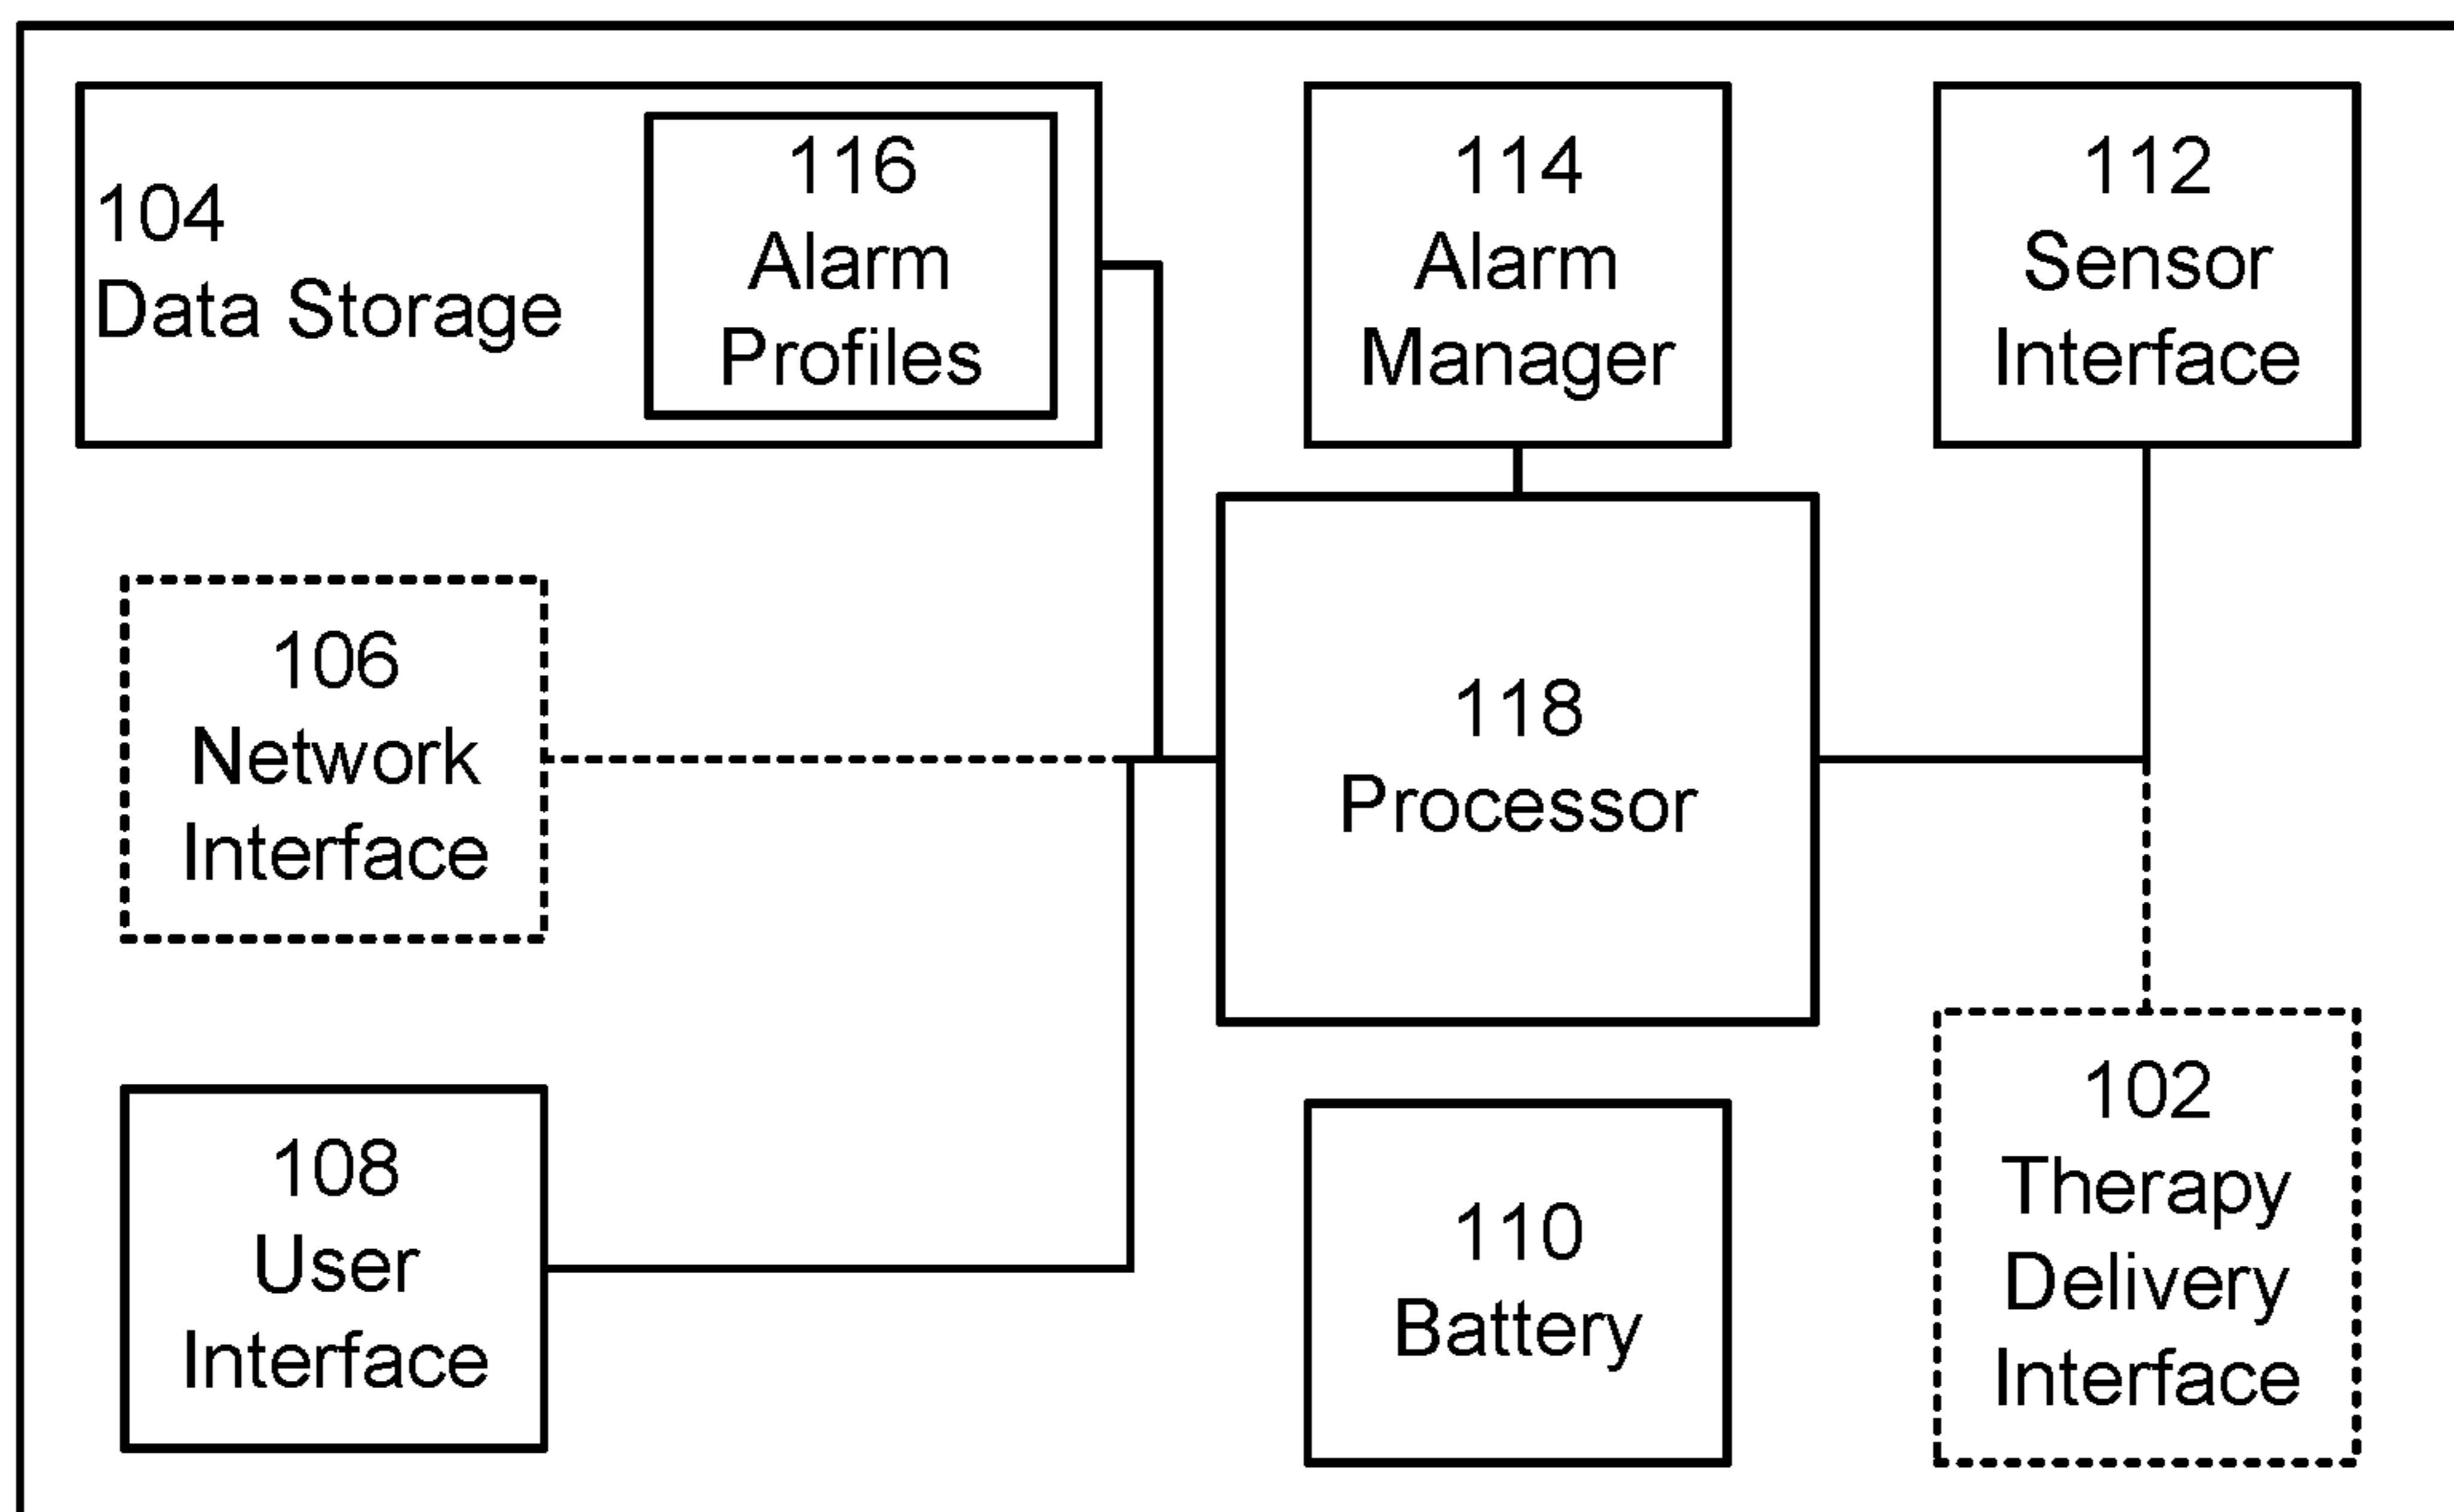 104
Data Storage
116
Alarm
Profiles
114
Alarm
Manager
112
Sensor
Interface
106
Network
Interface
118
Processor
108
User
Interface
110
Battery
102
Therapy
Delivery
Interface